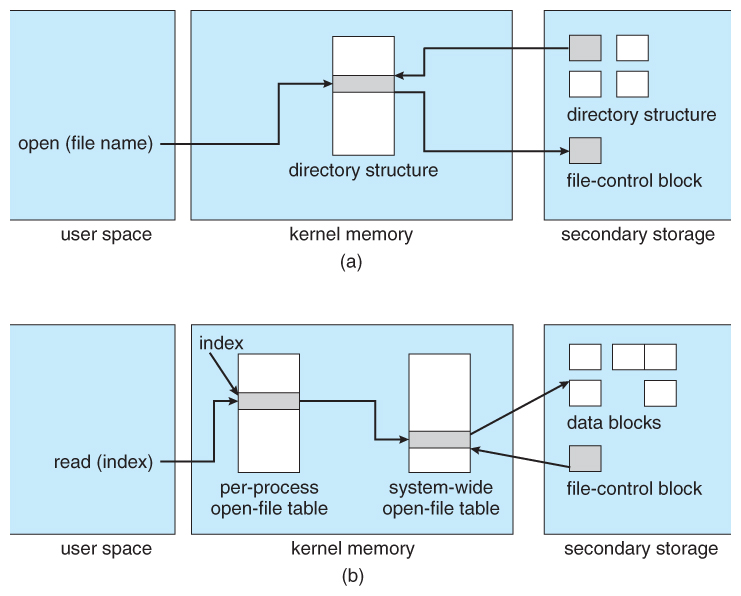 directory structure
open (file name)
directory structure
file-control block
user space
kernel memory
secondary storage
(a)
index
data blocks
read (index)
per-process
open-file table
system-wide
open-file table
file-control block
user space
kernel memory
secondary storage
(b)